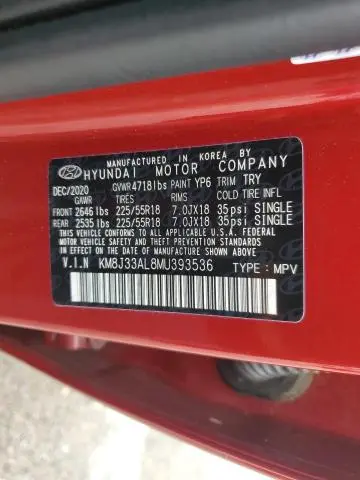 MANUFACTURED IN KOREA BY
HYUNDAI MOTOR COMPANY
DEC/2020 GVWR 4718 lbs PAINT YP6 TRIM TRY
GAWR TIRES RIMS COLD TIRE INFL
FRONT 2646 lbs 225/55R18 7.0JX18 35psi SINGLE
REAR 2535 lbs 225/55R18 7.0JX18 35psi SINGLE
THIS VEHICLE CONFORMS TO ALL APPLICABLE U.S.A. FEDERAL
MOTOR VEHICLE SAFETY, BUMPER, AND THEFT PREVENTION
STANDARDS IN EFFECT ON THE DATE OF MANUFACTURE SHOWN ABOVE.
V.I.N KM8J33AL8MU393536 TYPE : MPV